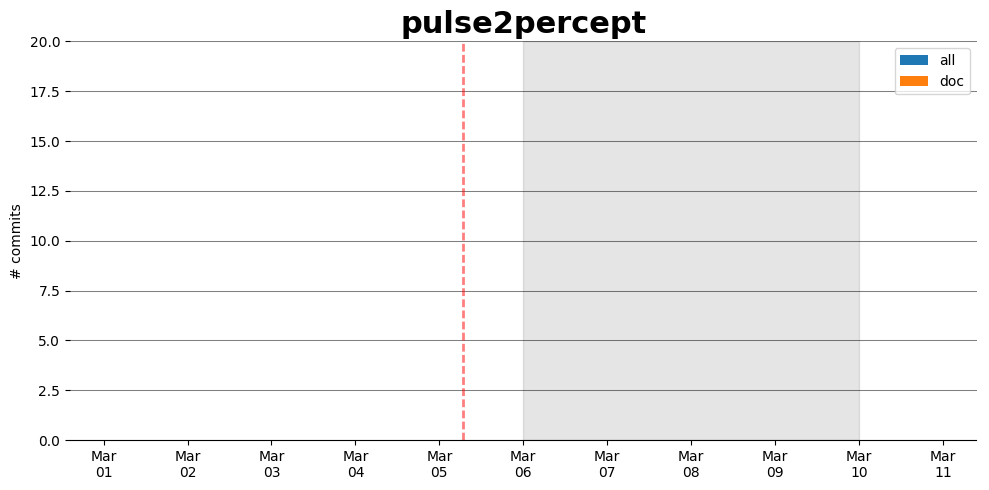 pulse2percept
# commits
20.0
17.5
15.0
12.5
10.0
7.5
5.0
2.5
0.0
all
doc
Mar 01
Mar 02
Mar 03
Mar 04
Mar 05
Mar 06
Mar 07
Mar 08
Mar 09
Mar 10
Mar 11